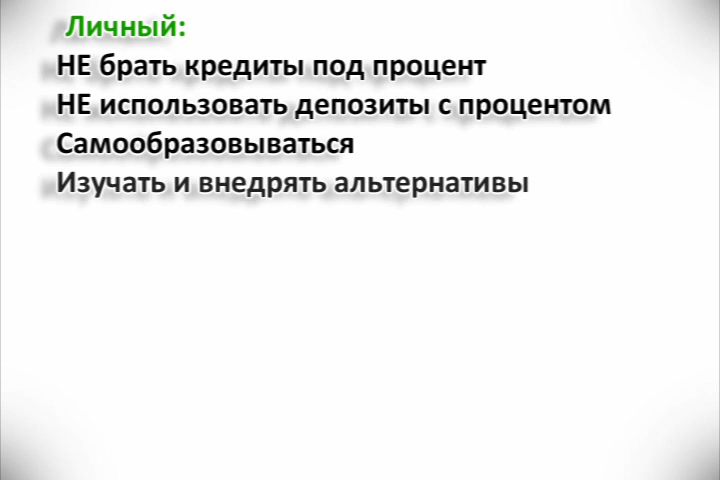 Личный:
НЕ брать кредиты под процент
НЕ использовать депозиты с процентом
Самообразовываться
Изучать и внедрять альтернативы